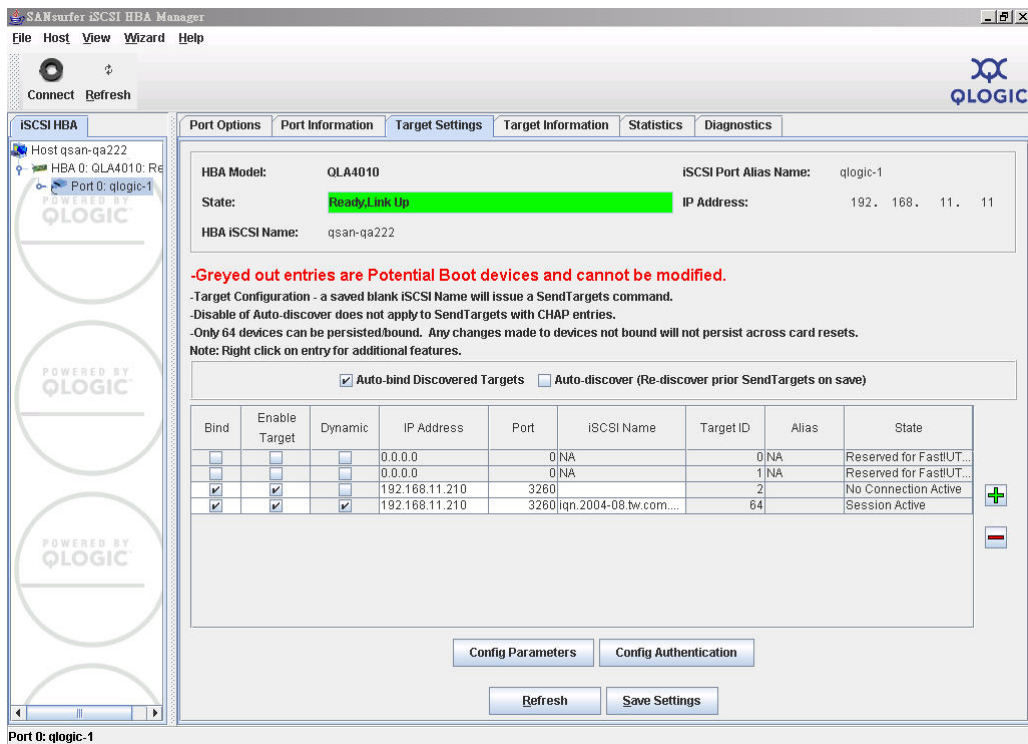 SANsurfer iSCSI HBA Manager
File Host View Wizard Help
Connect Refresh
QLOGIC
iSCSI HBA
Host qsan-qa222
HBA 0: QLA4010: Re
Port 0: qlogic-1
POWERED BY
QLOGIC
POWERED BY
QLOGIC
POWERED BY
QLOGIC
Port Options Port Information Target Settings Target Information Statistics Diagnostics
HBA Model: QLA4010 iSCSI Port Alias Name: qlogic-1
State: Ready,Link Up IP Address: 192. 168. 11. 11
HBA iSCSI Name: qsan-qa222
-Greyed out entries are Potential Boot devices and cannot be modified.
-Target Configuration - a saved blank iSCSI Name will issue a SendTargets command.
-Disable of Auto-discover does not apply to SendTargets with CHAP entries.
-Only 64 devices can be persisted/bound. Any changes made to devices not bound will not persist across card resets.
Note: Right click on entry for additional features.
Auto-bind Discovered Targets Auto-discover (Re-discover prior SendTargets on save)
Bind Enable Target Dynamic IP Address Port iSCSI Name Target ID Alias State
0.0.0.0 0 NA 0 NA Reserved for Fast!UT...
0.0.0.0 0 NA 1 NA Reserved for Fast!UT...
192.168.11.210 3260 2 No Connection Active
192.168.11.210 3260 iqn.2004-08.tw.com.... 64 Session Active
Config Parameters Config Authentication
Refresh Save Settings
Port 0: qlogic-1